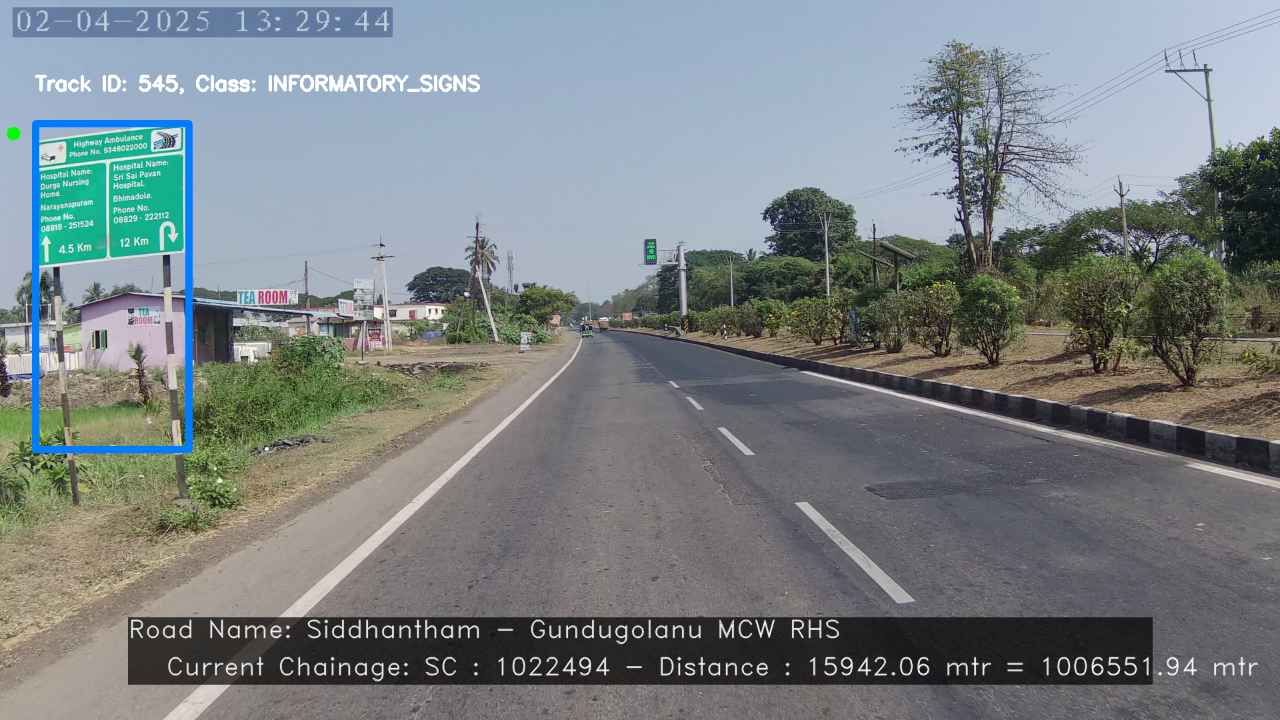 02-04-2025 13:29:44
Track ID: 545, Class: INFORMATORY_SIGNS
Highway Ambulance
Phone No. 9348022000
Hospital Name:
Durga Nursing
Home
Narayanapuram
Phone No.
08818 - 251524
4.5 Km
Hospital Name:
Sri Sai Pavan
Hospital,
Bhimadole.
Phone No.
08829 - 222112
12 Km
TEA ROOM
TEA
ROOM
Road Name: Siddhantham - Gundugolanu MCW RHS
Current Chainage: SC : 1022494 - Distance : 15942.06 mtr = 1006551.94 mtr